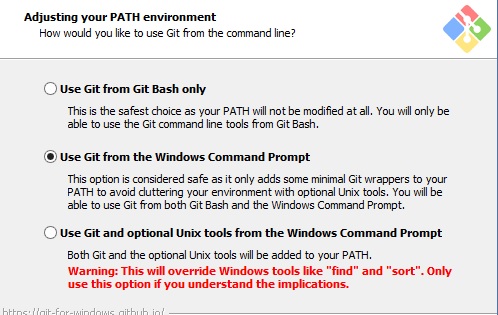 Adjusting your PATH environment
How would you like to use Git from the command line?
Use Git from Git Bash only
This is the safest choice as your PATH will not be modified at all. You will only be
able to use the Git command line tools from Git Bash.
Use Git from the Windows Command Prompt
This option is considered safe as it only adds some minimal Git wrappers to your
PATH to avoid cluttering your environment with optional Unix tools. You will be
able to use Git from both Git Bash and the Windows Command Prompt.
Use Git and optional Unix tools from the Windows Command Prompt
Both Git and the optional Unix tools will be added to your PATH.
Warning: This will override Windows tools like "find" and "sort". Only
use this option if you understand the implications.
https://git-for-windows.github.io/